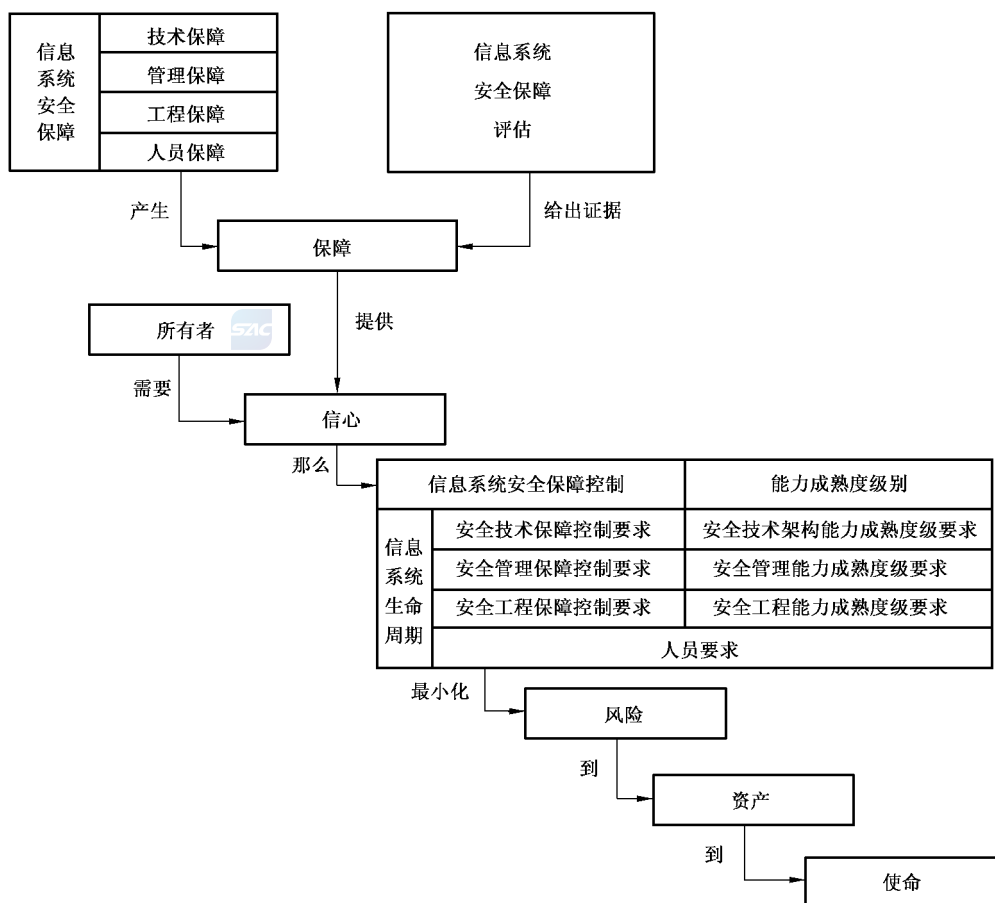 信息
系统
安全
保障
技术保障
管理保障
工程保障
人员保障
信息系统
安全保障
评估
产生
给出证据
保障
所有者
SAC
提供
需要
信心
那么
信息系统安全保障控制
能力成熟度级别
信息
系统
生命
周期
安全技术保障控制要求
安全技术架构能力成熟度级要求
安全管理保障控制要求
安全管理能力成熟度级要求
安全工程保障控制要求
安全工程能力成熟度级要求
人员要求
最小化
风险
到
资产
到
使命